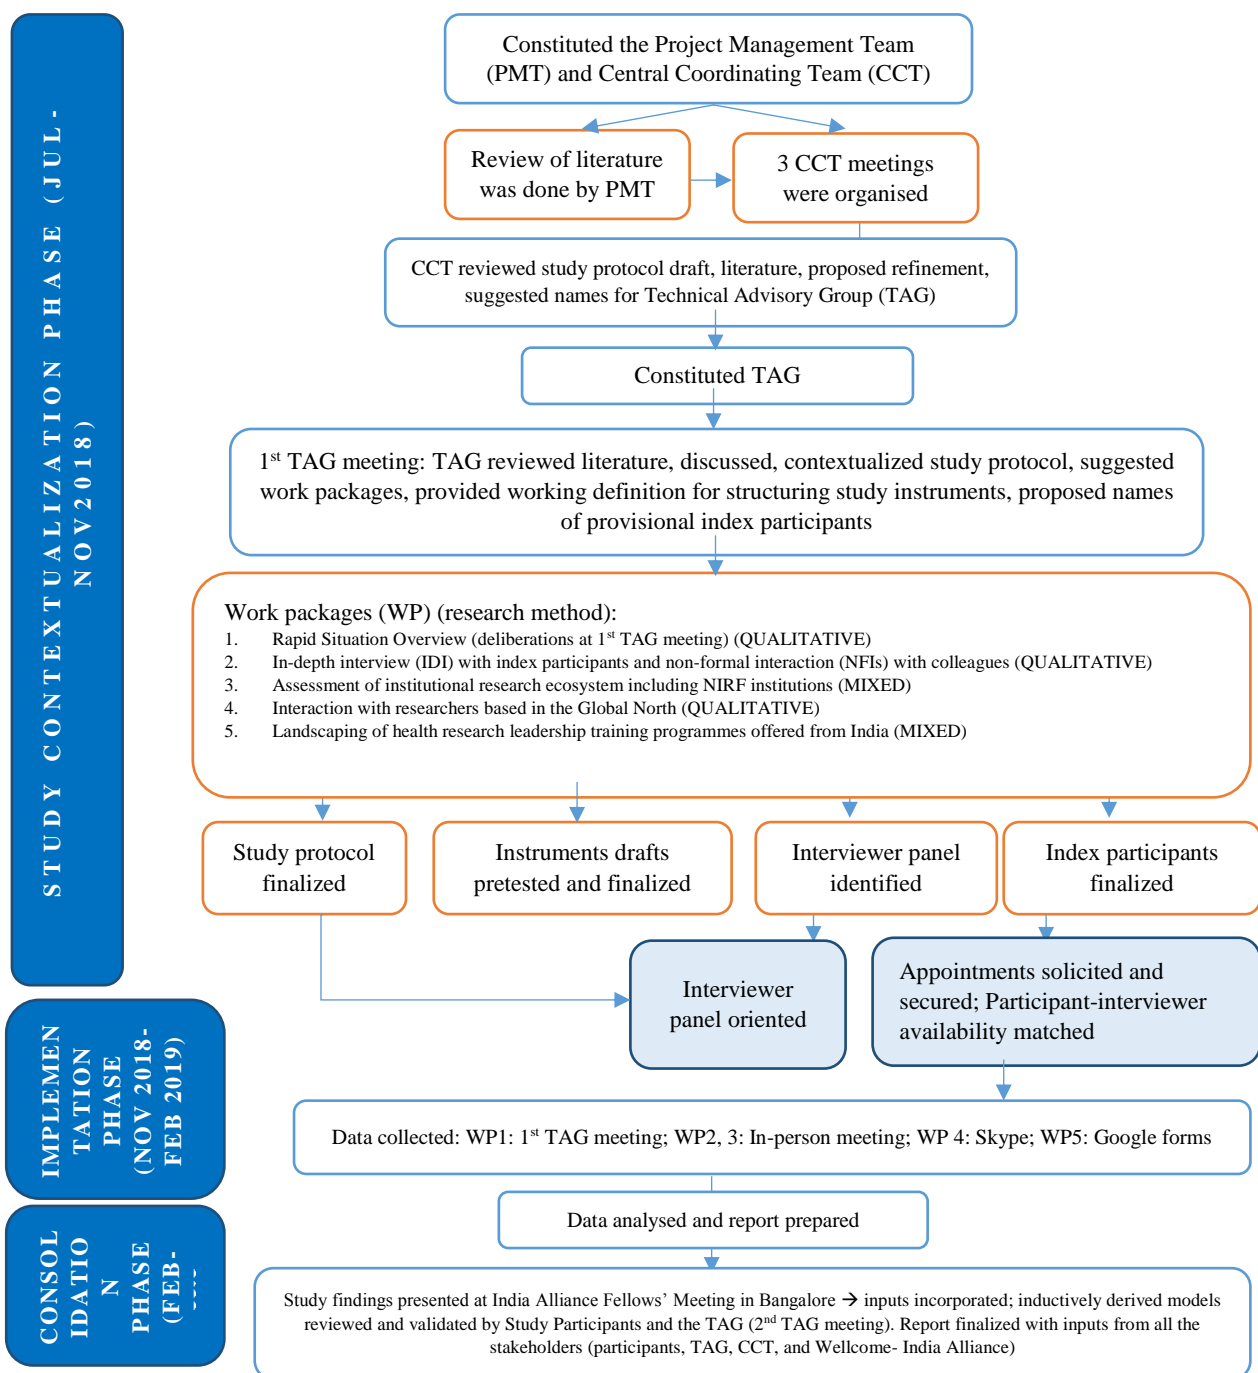 STUDY CONTEXTUALIZATION PHASE (JUL-
NOV2018)
Constituted the Project Management Team
(PMT) and Central Coordinating Team (CCT)
Review of literature
was done by PMT
3 CCT meetings
were organised
CCT reviewed study protocol draft, literature, proposed refinement,
suggested names for Technical Advisory Group (TAG)
Constituted TAG
1st TAG meeting: TAG reviewed literature, discussed, contextualized study protocol, suggested
work packages, provided working definition for structuring study instruments, proposed names
of provisional index participants
Work packages (WP) (research method):
1. Rapid Situation Overview (deliberations at 1st TAG meeting) (QUALITATIVE)
2. In-depth interview (IDI) with index participants and non-formal interaction (NFIs) with colleagues (QUALITATIVE)
3. Assessment of institutional research ecosystem including NIRF institutions (MIXED)
4. Interaction with researchers based in the Global North (QUALITATIVE)
5. Landscaping of health research leadership training programmes offered from India (MIXED)
Study protocol
finalized
Instruments drafts
pretested and finalized
Interviewer panel
identified
Index participants
finalized
Interviewer
panel oriented
Appointments solicited and
secured; Participant-interviewer
availability matched
IMPLEMEN
TATION
PHASE
(NOV 2018-
FEB 2019)
Data collected: WP1: 1st TAG meeting; WP2, 3: In-person meeting; WP 4: Skype; WP5: Google forms
Data analysed and report prepared
CONSOL
IDATIO
N
PHASE
(FEB-
Study findings presented at India Alliance Fellows’ Meeting in Bangalore → inputs incorporated; inductively derived models
reviewed and validated by Study Participants and the TAG (2nd TAG meeting). Report finalized with inputs from all the
stakeholders (participants, TAG, CCT, and Wellcome- India Alliance)